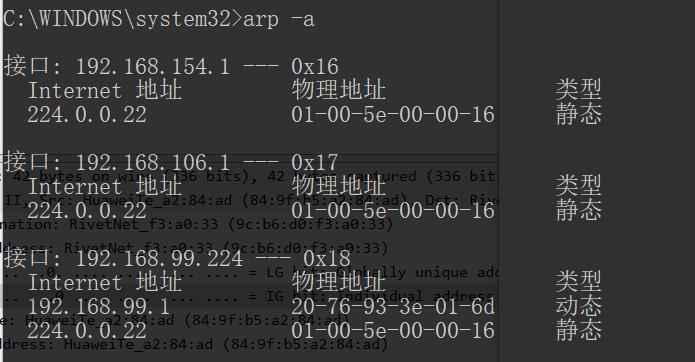 C:\WINDOWS\system32>arp -a
接口: 192.168.154.1 --- 0x16
Internet 地址 物理地址 类型
224.0.0.22 01-00-5e-00-00-16 静态
接口: 192.168.106.1 --- 0x17
: 42 bytes on wire (336 bits), 42 bytes captured (336 bits
Internet 地址 物理地址 类型
II, Src: HuaweiTe_a2:84:ad (84:9f:b5:a2:84:ad), Dst: Rive
224.0.0.22 01-00-5e-00-00-16 静态
nation: RivetNet_f3:a0:33 (9c:b6:d0:f3:a0:33)
ddress: RivetNet_f3:a0:33 (9c:b6:d0:f3:a0:33)
接口: 192.168.99.224 --- 0x18
.. ..0. .... .... .... .... = LG bit: Globally unique add
Internet 地址 物理地址 类型
.... .... .... .... = IG bit: Individual address
192.168.99.1 20-76-93-3e-01-6d 动态
e: HuaweiTe_a2:84:ad (84:9f:b5:a2:84:ad)
224.0.0.22 01-00-5e-00-00-16 静态
ddress: HuaweiTe_a2:84:ad (84:9f:b5:a2:84:ad)